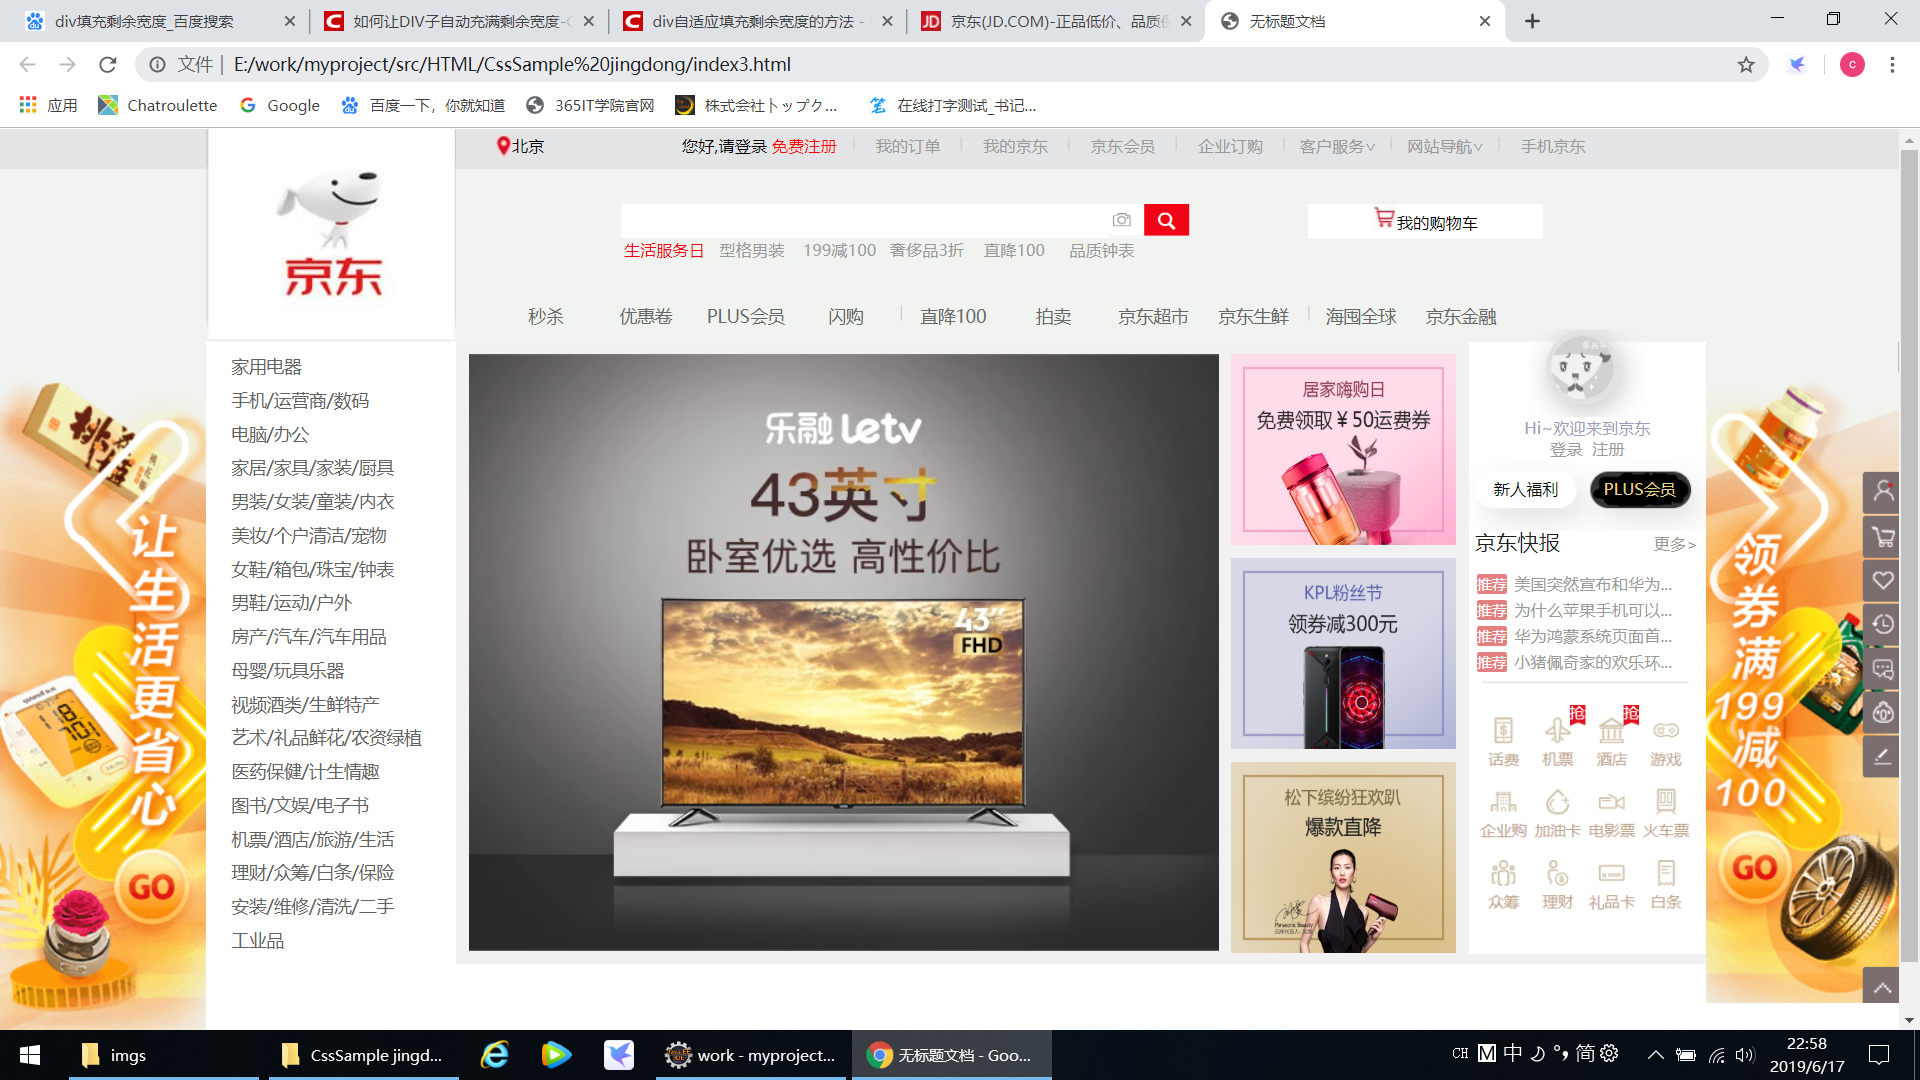 div填充剩余宽度_百度搜索
如何让DIV子自动充满剩余宽度-
div自适应填充剩余宽度的方法 -
京东(JD.COM)-正品低价、品质
无标题文档
文件 | E:/work/myproject/src/HTML/CssSample%20jingdong/index3.html
C
应用 Chatroulette Google 百度一下，你就知道 365IT学院官网 株式会社トップク... 在线打字测试_书记...
北京 您好,请登录 免费注册 我的订单 我的京东 京东会员 企业订购 客户服务 网站导航 手机京东
京东
我的购物车
生活服务日 型格男装 199减100 奢侈品3折 直降100 品质钟表
秒杀 优惠卷 PLUS会员 闪购 直降100 拍卖 京东超市 京东生鲜 海囤全球 京东金融
家用电器
手机/运营商/数码
电脑/办公
家居/家具/家装/厨具
男装/女装/童装/内衣
美妆/个户清洁/宠物
女鞋/箱包/珠宝/钟表
男鞋/运动/户外
房产/汽车/汽车用品
母婴/玩具乐器
视频酒类/生鲜特产
艺术/礼品鲜花/农资绿植
医药保健/计生情趣
图书/文娱/电子书
机票/酒店/旅游/生活
理财/众筹/白条/保险
安装/维修/清洗/二手
工业品
让生活更省心
GO
乐融 Letv
43英寸
卧室优选 高性价比
43”
FHD
居家嗨购日
免费领取￥50运费券
KPL粉丝节
领券减300元
松下缤纷狂欢趴
爆款直降
Panasonic Beauty
Hi~欢迎来到京东
登录 注册
新人福利 PLUS会员
京东快报 更多>
推荐 美国突然宣布和华为...
推荐 为什么苹果手机可以...
推荐 华为鸿蒙系统页面首...
推荐 小猪佩奇家的欢乐环...
抢 抢
话费 机票 酒店 游戏
企业购 加油卡 电影票 火车票
众筹 理财 礼品卡 白条
领券满199减100
GO
imgs
CssSample jingd...
work - myproject...
无标题文档 - Goo...
CH M 中 简
22:58
2019/6/17